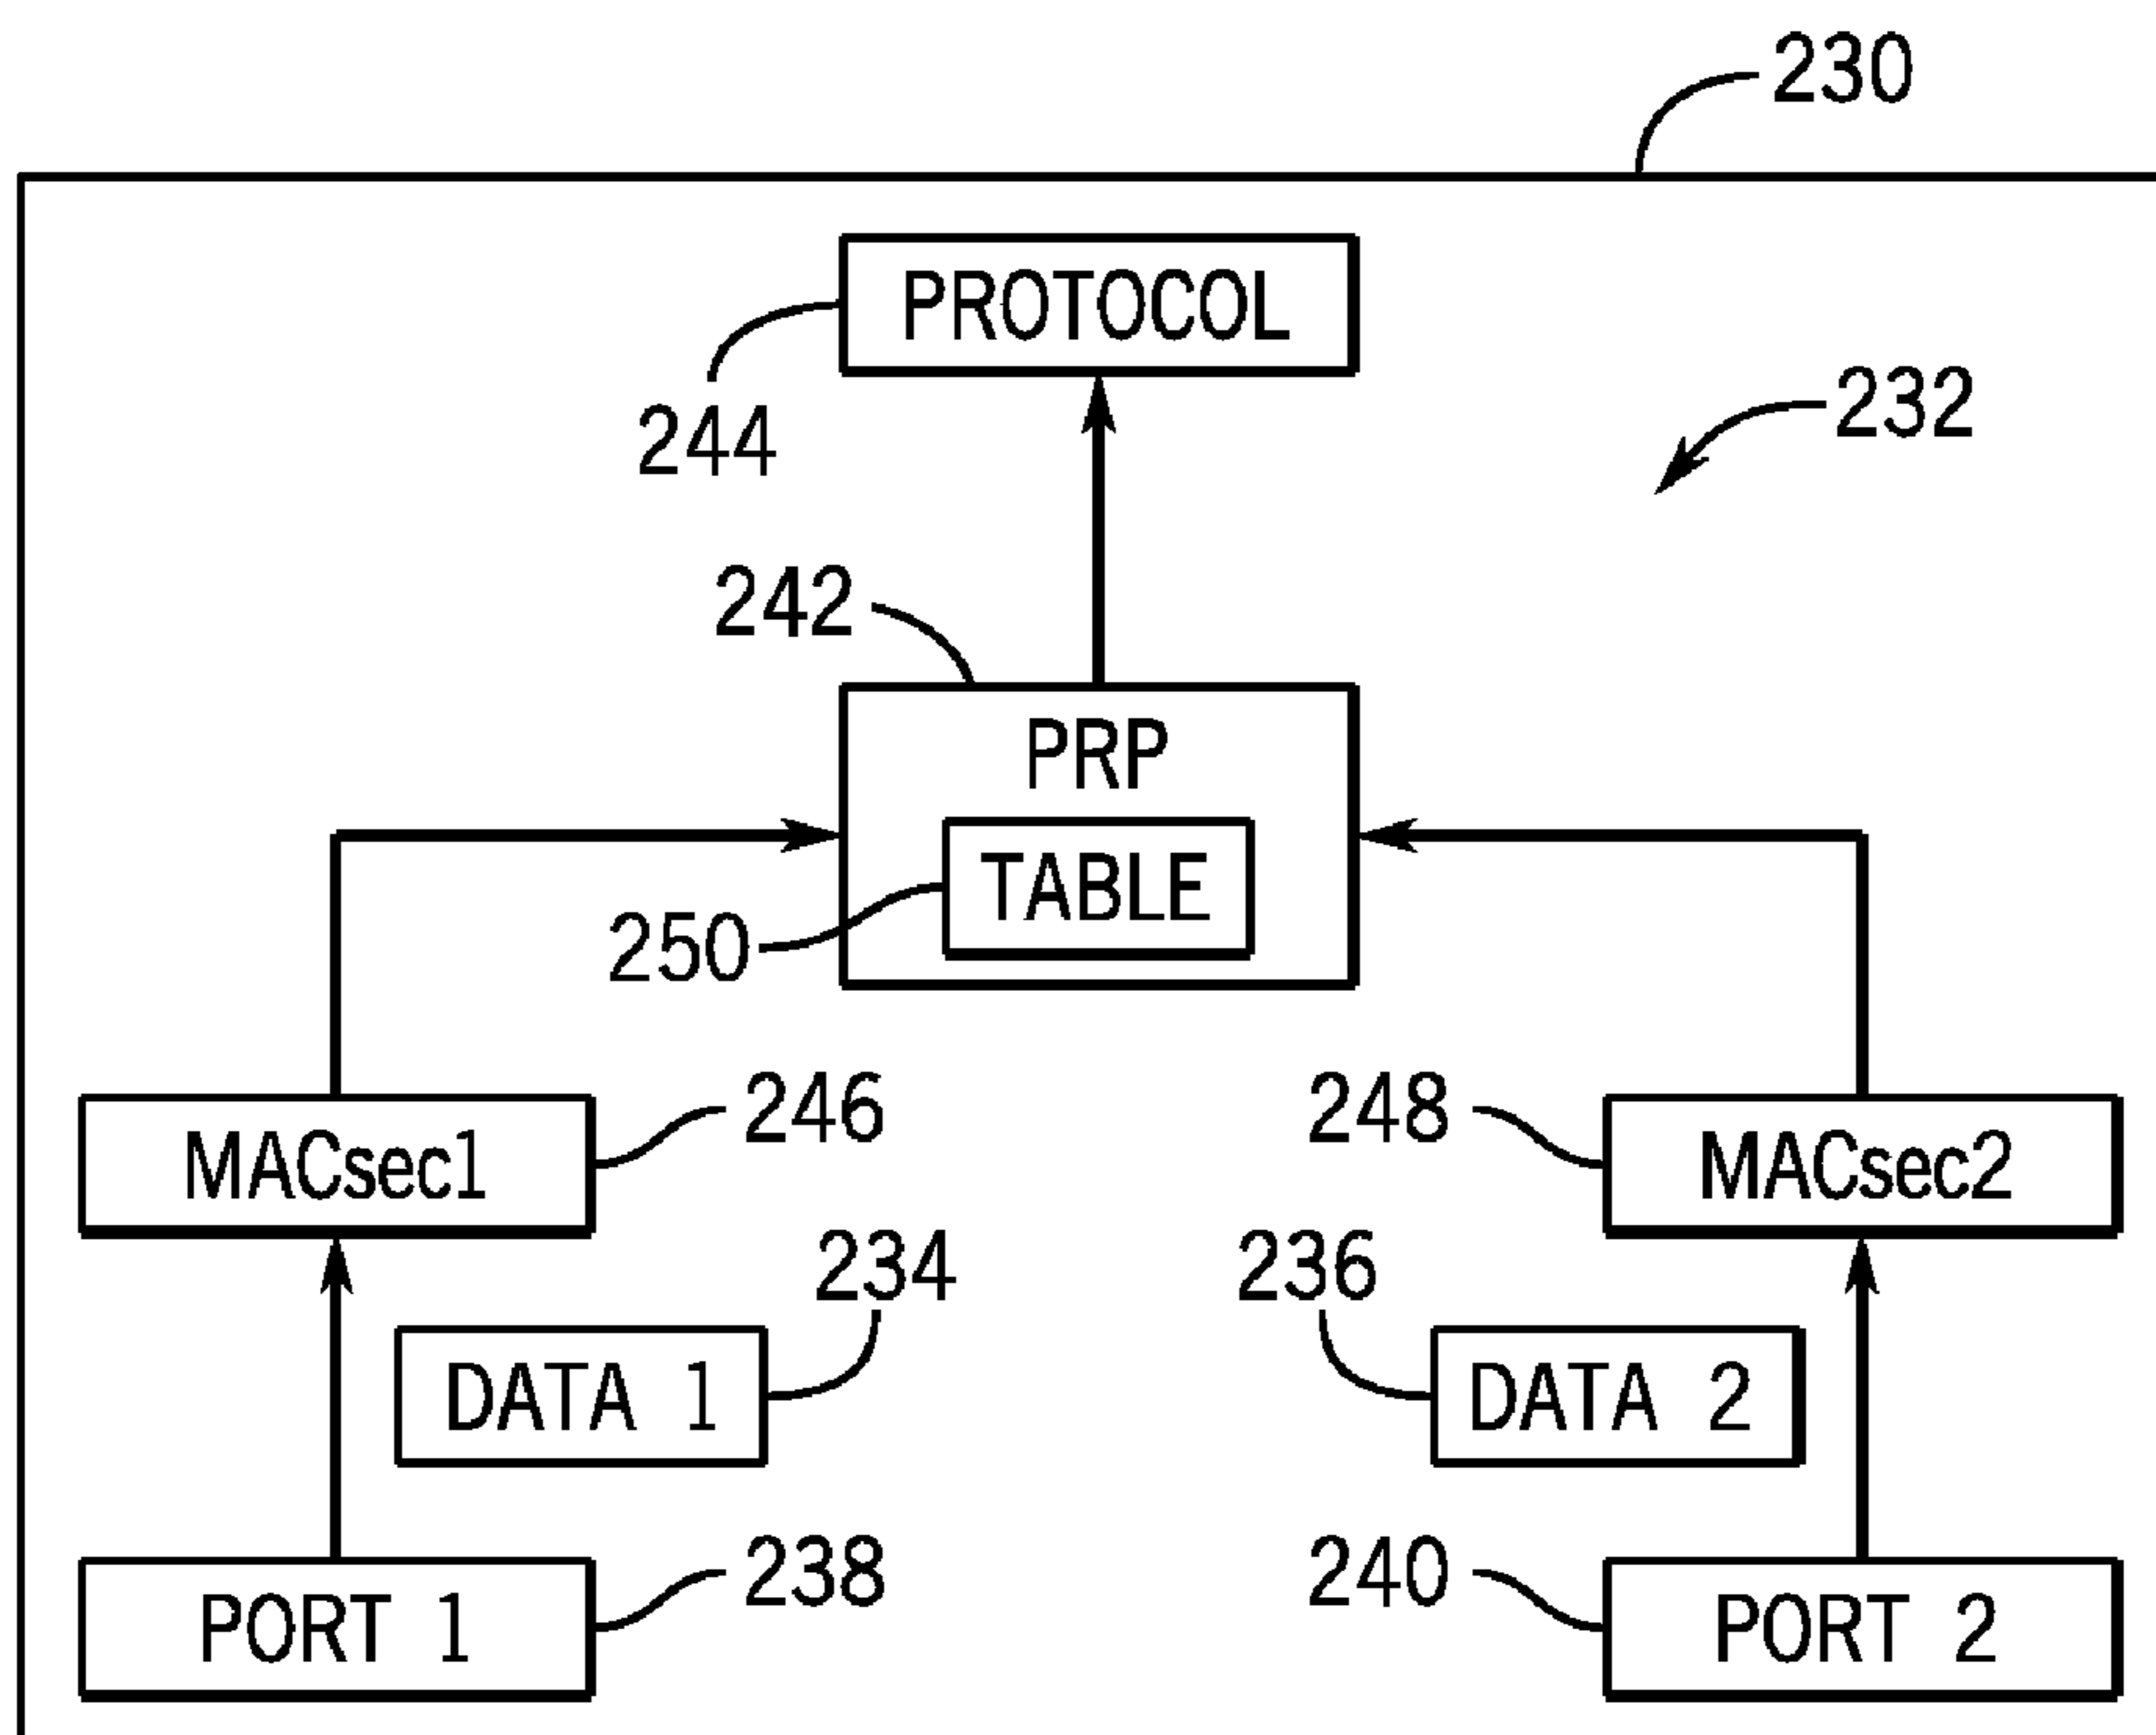 230
PROTOCOL
244
232
242
PRP
TABLE
250
246
248
MACsec1
MACsec2
234
236
DATA 1
DATA 2
238
240
PORT 1
PORT 2